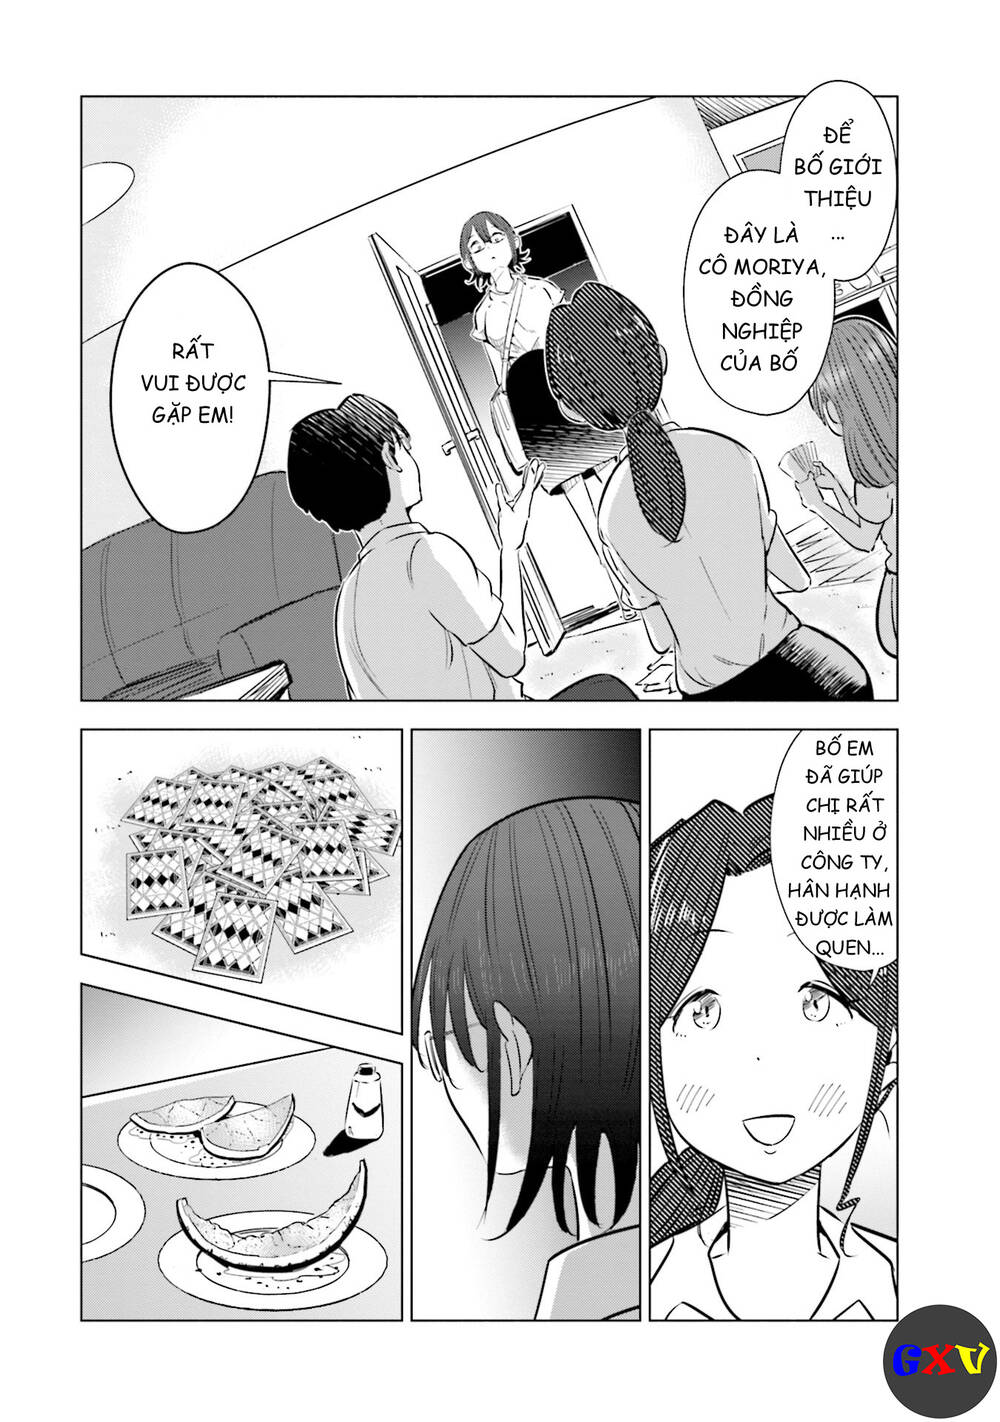 ĐỂ
BỐ GIỚI
THIỆU
...
ĐÂY LÀ
CÔ MORIYA,
ĐỒNG
NGHIỆP
CỦA BỐ
RẤT
VUI ĐƯỢC
GẶP EM!
BỐ EM
ĐÃ GIÚP
CHỊ RẤT
NHIỀU Ở
CÔNG TY,
HÂN HẠNH
ĐƯỢC LÀM
QUEN...
GXV